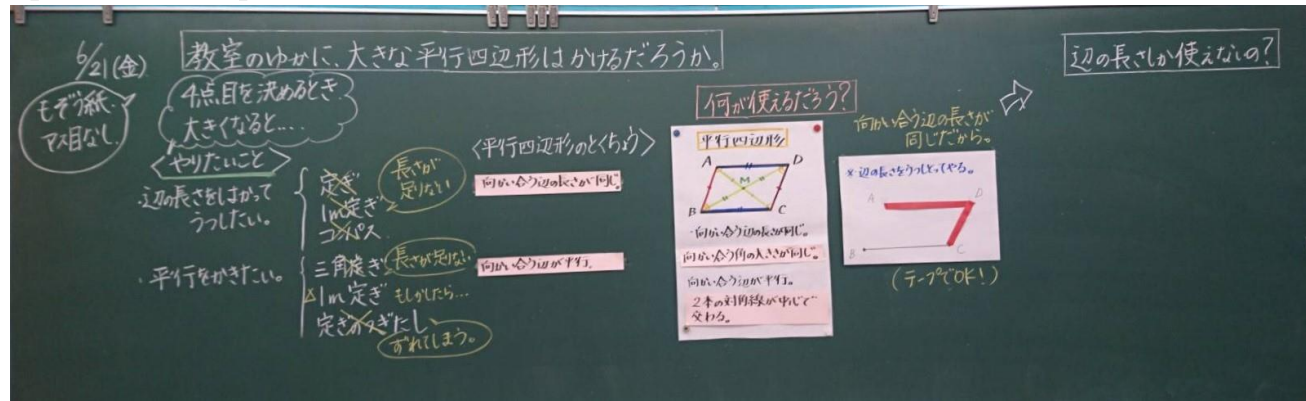 6/21(金)
教室のゆかに、大きな平行四辺形はかけるだろうか。
もぞう紙
マス目なし
4点目を決めるとき
大きくなると....
〈やりたいこと〉
・辺の長さをはかって
うつしたい。
定ぎ
1m定ぎ
コンパス
長さが
足りない
・平行をかきたい。
三角定ぎ
長さが足りない
△1m定ぎ もしかしたら...
定ぎのつぎたし
ずれてしまう。
〈平行四辺形のとくちょう〉
向かい合う辺の長さが同じ。
向かい合う辺が平行。
何が使えるだろう?
平行四辺形
A
D
M
B
C
・向かい合う辺の長さが同じ。
向かい合う角の大きさが同じ。
向かい合う辺が平行。
2本の対角線が中心で
交わる。
向かい合う辺の長さが
同じだから。
※辺の長さをうつしとってやる。
A
D
B
C
(テープでOK!)
辺の長さしか使えないの?